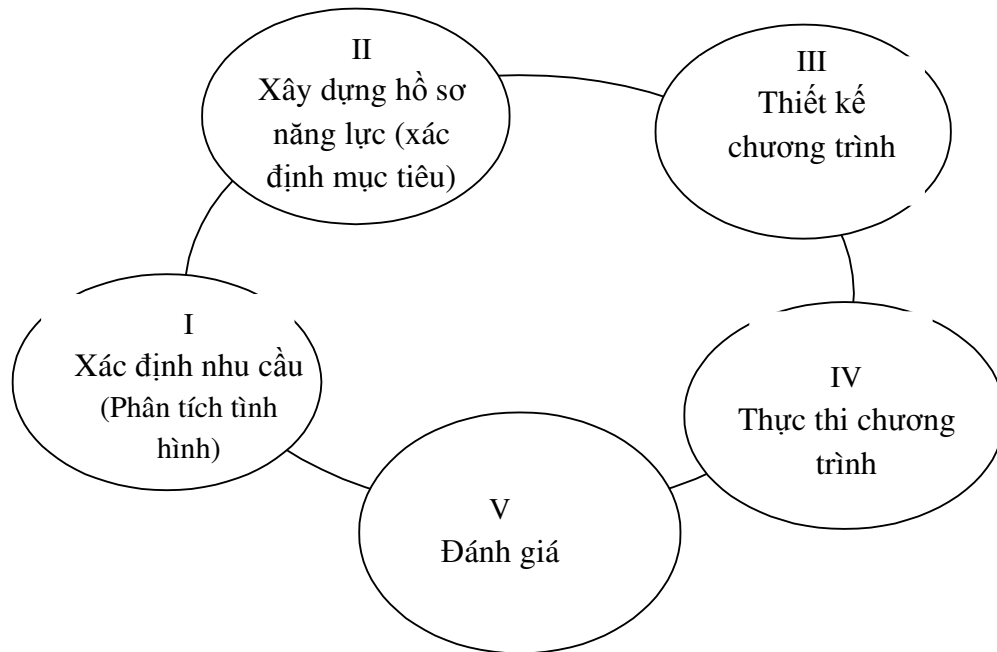 II
Xây dựng hồ sơ
năng lực (xác
định mục tiêu)
III
Thiết kế
chương trình
I
Xác định nhu cầu
(Phân tích tình
hình)
IV
Thực thi chương
trình
V
Đánh giá